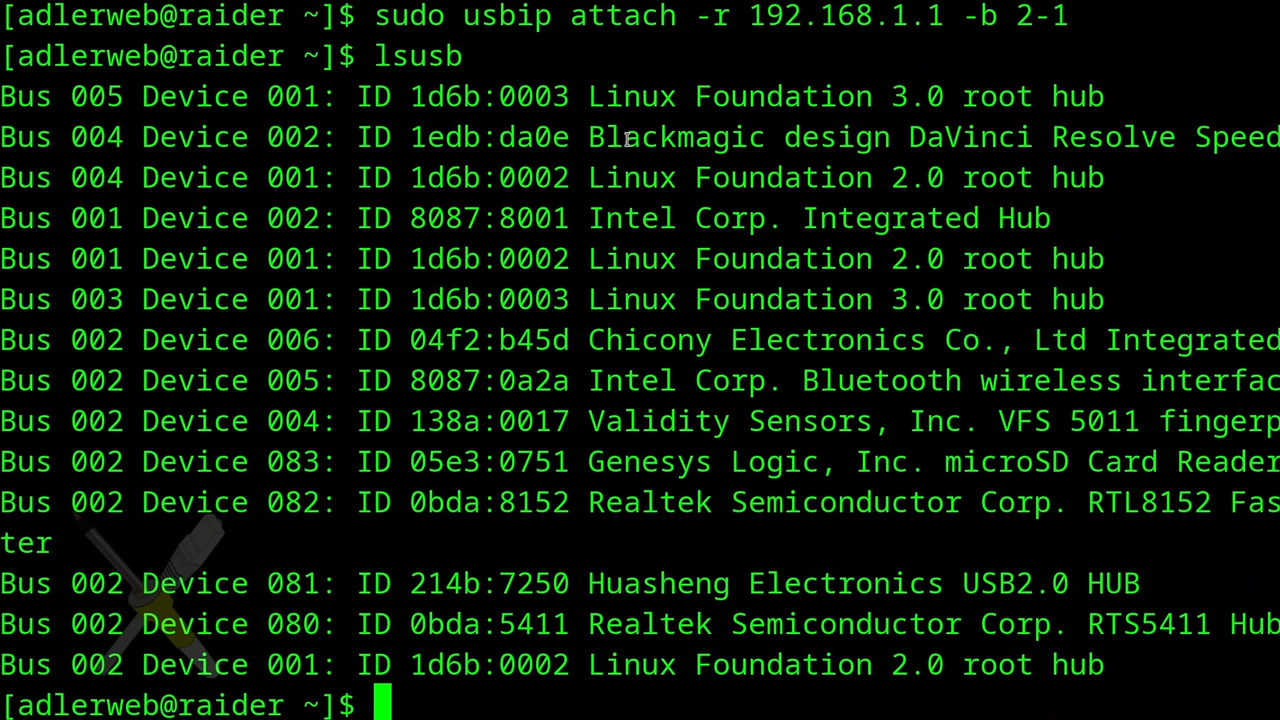 [adlerweb@raider ~]$ sudo usbip attach -r 192.168.1.1 -b 2-1
[adlerweb@raider ~]$ lsusb
Bus 005 Device 001: ID 1d6b:0003 Linux Foundation 3.0 root hub
Bus 004 Device 002: ID 1edb:da0e Blackmagic design DaVinci Resolve Speed
Bus 004 Device 001: ID 1d6b:0002 Linux Foundation 2.0 root hub
Bus 001 Device 002: ID 8087:8001 Intel Corp. Integrated Hub
Bus 001 Device 001: ID 1d6b:0002 Linux Foundation 2.0 root hub
Bus 003 Device 001: ID 1d6b:0003 Linux Foundation 3.0 root hub
Bus 002 Device 006: ID 04f2:b45d Chicony Electronics Co., Ltd Integrated
Bus 002 Device 005: ID 8087:0a2a Intel Corp. Bluetooth wireless interfac
Bus 002 Device 004: ID 138a:0017 Validity Sensors, Inc. VFS 5011 fingerp
Bus 002 Device 083: ID 05e3:0751 Genesys Logic, Inc. microSD Card Reader
Bus 002 Device 082: ID 0bda:8152 Realtek Semiconductor Corp. RTL8152 Fas
ter
Bus 002 Device 081: ID 214b:7250 Huasheng Electronics USB2.0 HUB
Bus 002 Device 080: ID 0bda:5411 Realtek Semiconductor Corp. RTS5411 Hub
Bus 002 Device 001: ID 1d6b:0002 Linux Foundation 2.0 root hub
[adlerweb@raider ~]$